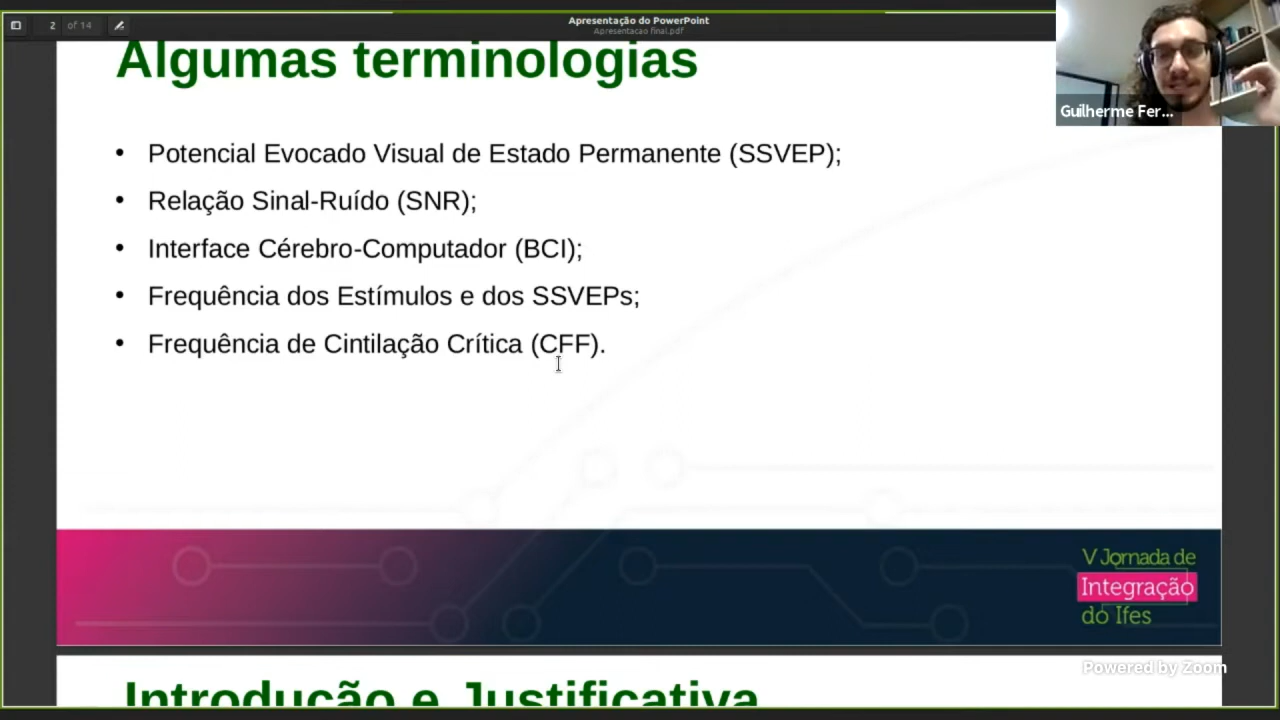 2 of 14
Apresentação do PowerPoint
Apresentacao final.pdf
Guilherme Fer...
Algumas terminologias
• Potencial Evocado Visual de Estado Permanente (SSVEP);
• Relação Sinal-Ruído (SNR);
• Interface Cérebro-Computador (BCI);
• Frequência dos Estímulos e dos SSVEPs;
• Frequência de Cintilação Crítica (CFF).
V Jornada de
Integração
do Ifes
Powered by Zoom
Introdução e Justificativa